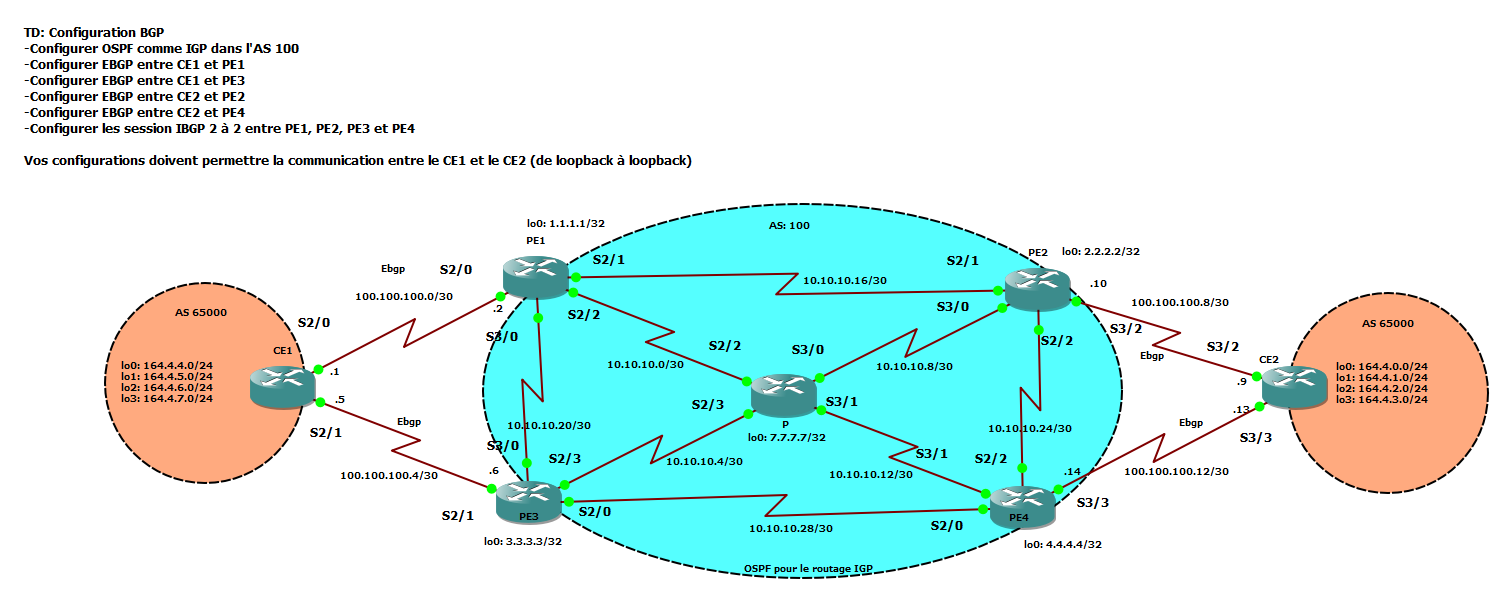 TD: Configuration BGP
-Configurer OSPF comme IGP dans l'AS 100
-Configurer EBGP entre CE1 et PE1
-Configurer EBGP entre CE1 et PE3
-Configurer EBGP entre CE2 et PE2
-Configurer EBGP entre CE2 et PE4
-Configurer les session IBGP 2 à 2 entre PE1, PE2, PE3 et PE4
Vos configurations doivent permettre la communication entre le CE1 et le CE2 (de loopback à loopback)
lo0: 1.1.1.1/32
PE1
AS: 100
PE2
lo0: 2.2.2.2/32
Ebgp
S2/0
S2/1
S2/1
10.10.10.16/30
.10
100.100.100.0/30
.2
S2/2
S3/0
100.100.100.8/30
AS 65000
S2/0
S3/0
S2/2
S3/0
S2/2
S3/2
AS 65000
CE1
Ebgp
S3/2
CE2
lo0: 164.4.4.0/24
lo1: 164.4.5.0/24
lo2: 164.4.6.0/24
lo3: 164.4.7.0/24
.1
10.10.10.0/30
10.10.10.8/30
.9
lo0: 164.4.0.0/24
lo1: 164.4.1.0/24
lo2: 164.4.2.0/24
lo3: 164.4.3.0/24
.5
S2/3
S3/1
.13
Ebgp
S2/1
10.10.10.20/30
P
lo0: 7.7.7.7/32
10.10.10.24/30
Ebgp
S3/0
S3/1
S3/3
100.100.100.4/30
.6
S2/3
10.10.10.4/30
10.10.10.12/30
S2/2
.14
100.100.100.12/30
S2/1
PE3
S2/0
10.10.10.28/30
S2/0
PE4
S3/3
lo0: 3.3.3.3/32
lo0: 4.4.4.4/32
OSPF pour le routage IGP